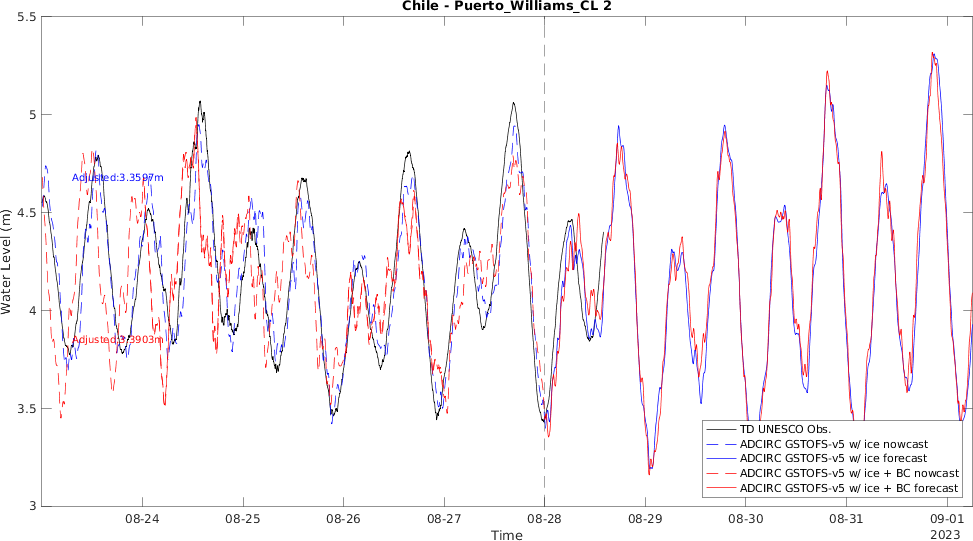 Chile - Puerto_Williams_CL 2
5.5
5
4.5
4
3.5
3
Water Level (m)
Adjusted:3.3597m
Adjusted:3.3903m
TD UNESCO Obs.
ADCIRC GSTOFS-v5 w/ ice nowcast
ADCIRC GSTOFS-v5 w/ ice forecast
ADCIRC GSTOFS-v5 w/ ice + BC nowcast
ADCIRC GSTOFS-v5 w/ ice + BC forecast
08-24 08-25 08-26 08-27 08-28 08-29 08-30 08-31 09-01
2023
Time